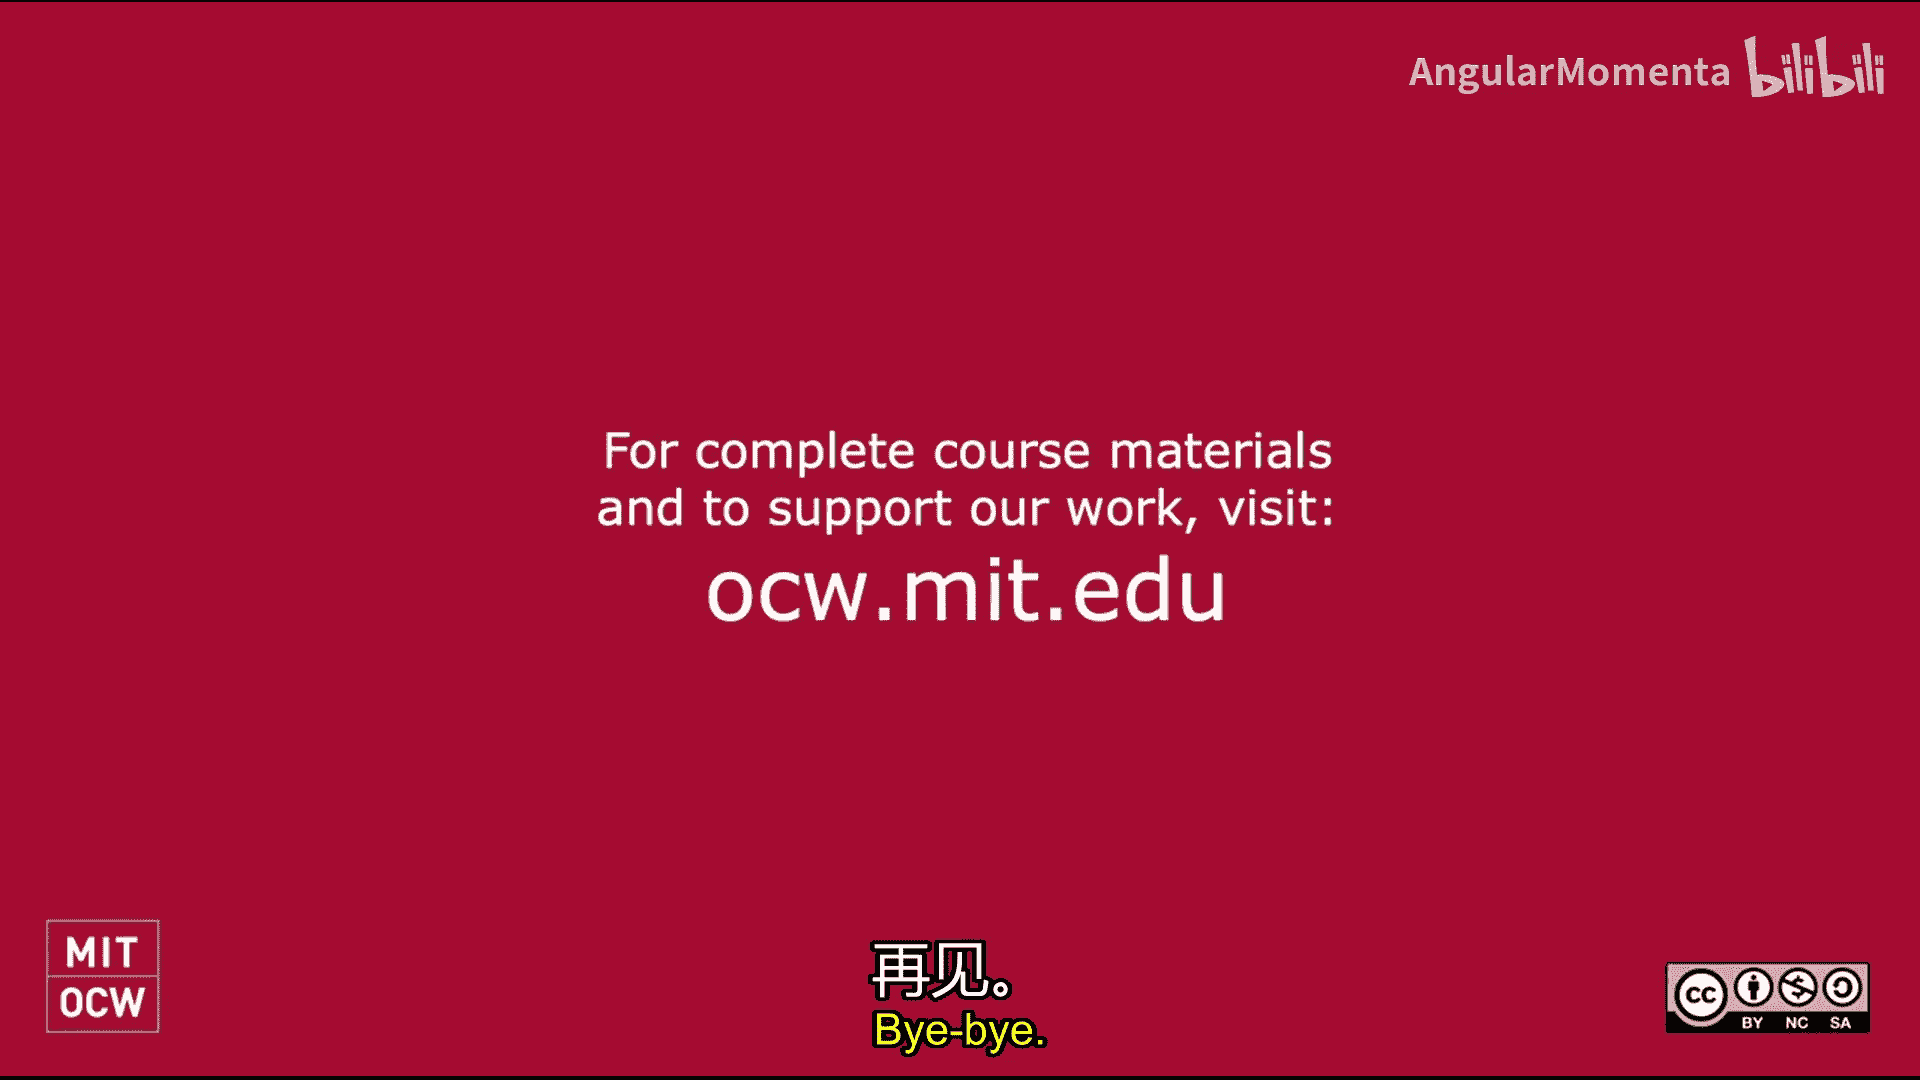 AngularMomenta bilibili
For complete course materials
and to support our work, visit:
ocw.mit.edu
MIT
OCW
再见。
Bye-bye.
cc
BY NC SA